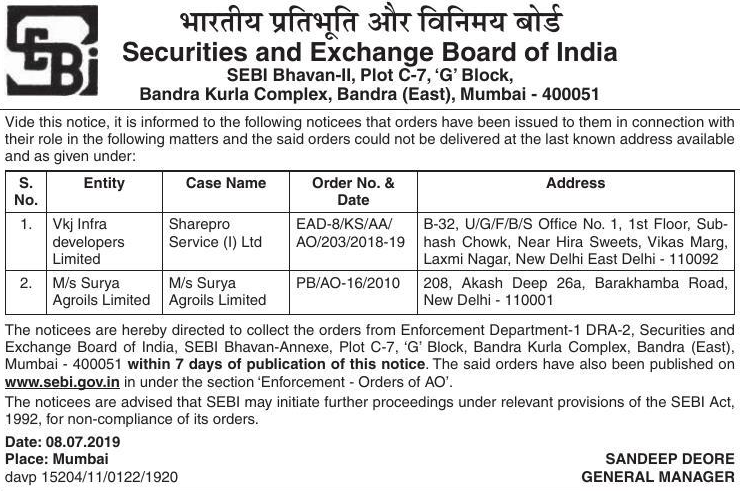 SEBI
भारतीय प्रतिभूति और विनिमय बोर्ड
Securities and Exchange Board of India
SEBI Bhavan-II, Plot C-7, ‘G’ Block,
Bandra Kurla Complex, Bandra (East), Mumbai - 400051
Vide this notice, it is informed to the following noticees that orders have been issued to them in connection with
their role in the following matters and the said orders could not be delivered at the last known address available
and as given under:
S. No. Entity Case Name Order No. & Date Address
1. Vkj Infra developers Limited Sharepro Service (I) Ltd EAD-8/KS/AA/ AO/203/2018-19 B-32, U/G/F/B/S Office No. 1, 1st Floor, Sub-
hash Chowk, Near Hira Sweets, Vikas Marg,
Laxmi Nagar, New Delhi East Delhi - 110092
2. M/s Surya Agroils Limited M/s Surya Agroils Limited PB/AO-16/2010 208, Akash Deep 26a, Barakhamba Road,
New Delhi - 110001
The noticees are hereby directed to collect the orders from Enforcement Department-1 DRA-2, Securities and
Exchange Board of India, SEBI Bhavan-Annexe, Plot C-7, ‘G’ Block, Bandra Kurla Complex, Bandra (East),
Mumbai - 400051 within 7 days of publication of this notice. The said orders have also been published on
www.sebi.gov.in in under the section ‘Enforcement - Orders of AO’.
The noticees are advised that SEBI may initiate further proceedings under relevant provisions of the SEBI Act,
1992, for non-compliance of its orders.
Date: 08.07.2019
Place: Mumbai SANDEEP DEORE
davp 15204/11/0122/1920 GENERAL MANAGER